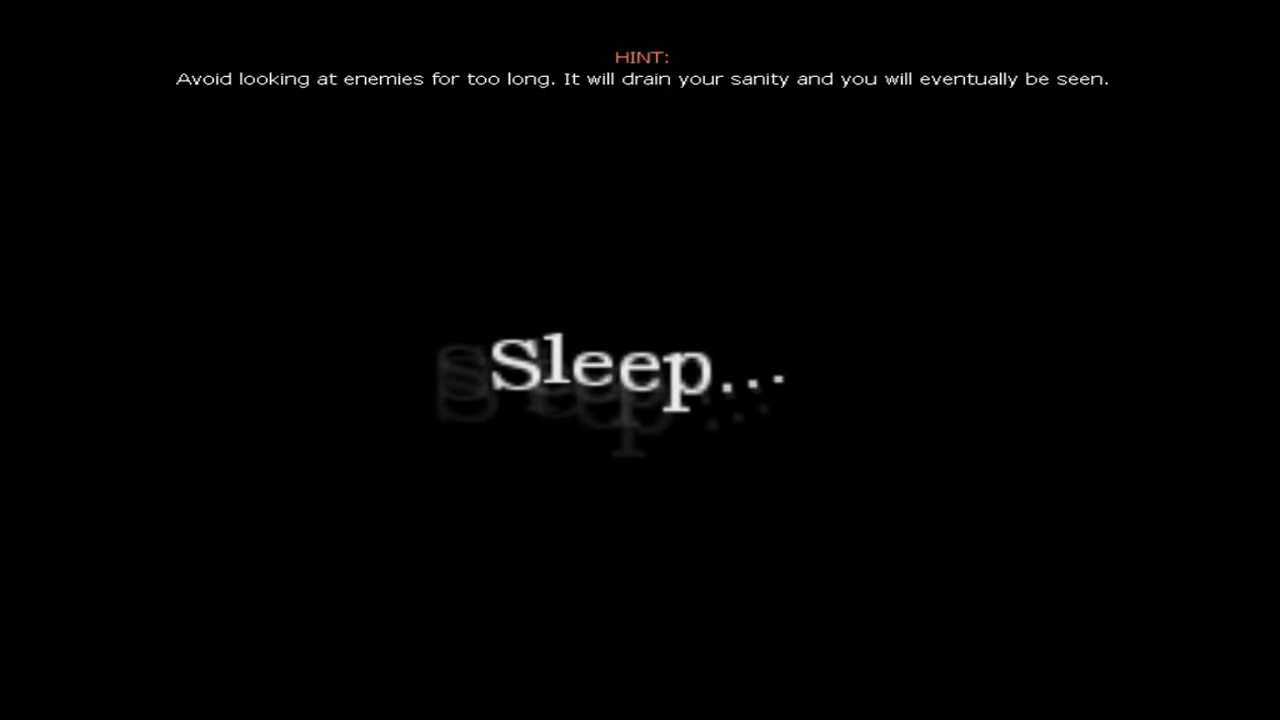 HINT:
Avoid looking at enemies for too long. It will drain your sanity and you will eventually be seen.
Sleep...